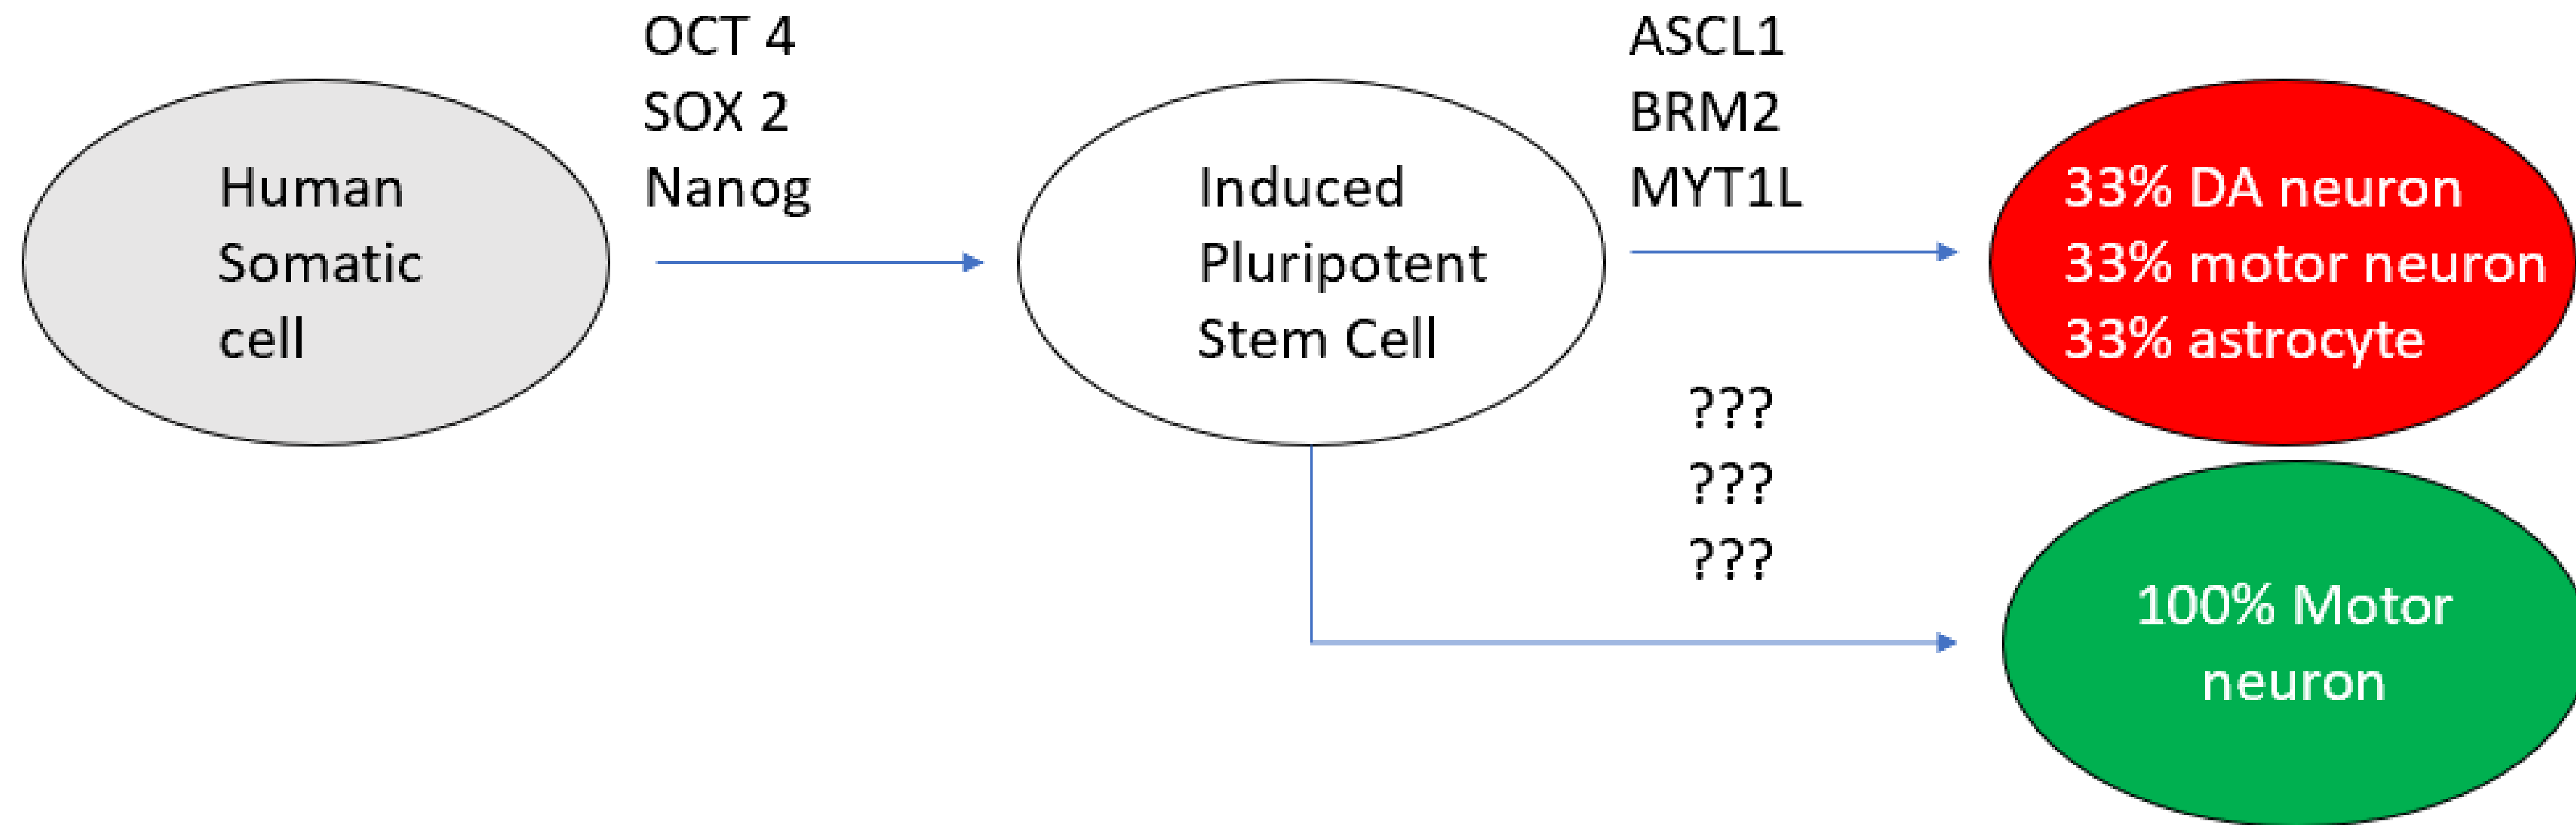 Human
Somatic
cell
OCT 4
SOX 2
Nanog
Induced
Pluripotent
Stem Cell
ASCL1
BRM2
MYT1L
33% DA neuron
33% motor neuron
33% astrocyte
???
???
???
100% Motor
neuron